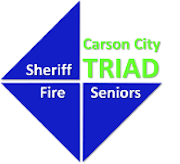 Carson City
Sheriff TRIAD
Fire Seniors